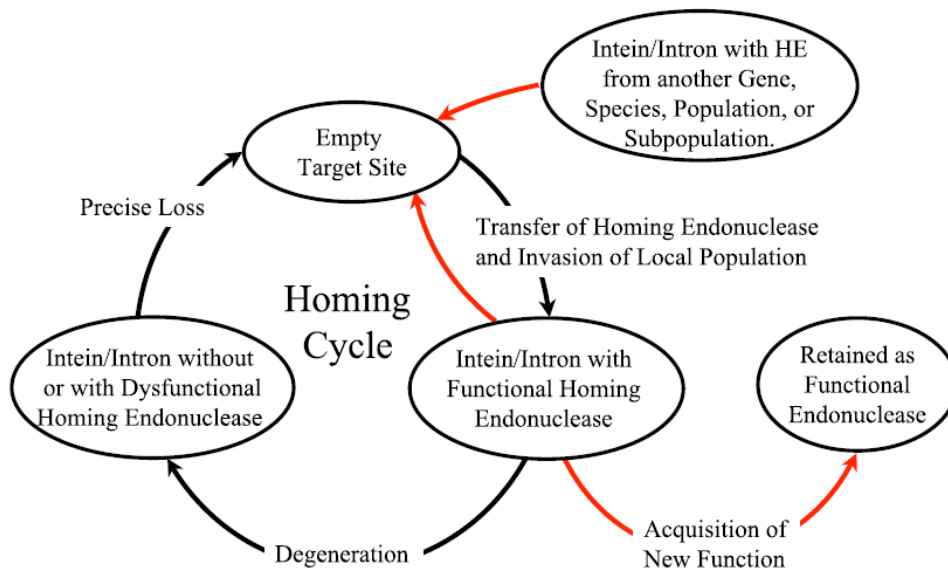 Intein/Intron with HE
from another Gene,
Species, Population, or
Subpopulation.
Empty
Target Site
Precise Loss
Transfer of Homing Endonuclease
and Invasion of Local Population
Homing
Cycle
Intein/Intron without
or with Dysfunctional
Homing Endonuclease
Intein/Intron with
Functional Homing
Endonuclease
Retained as
Functional
Endonuclease
Degeneration
Acquisition of
New Function